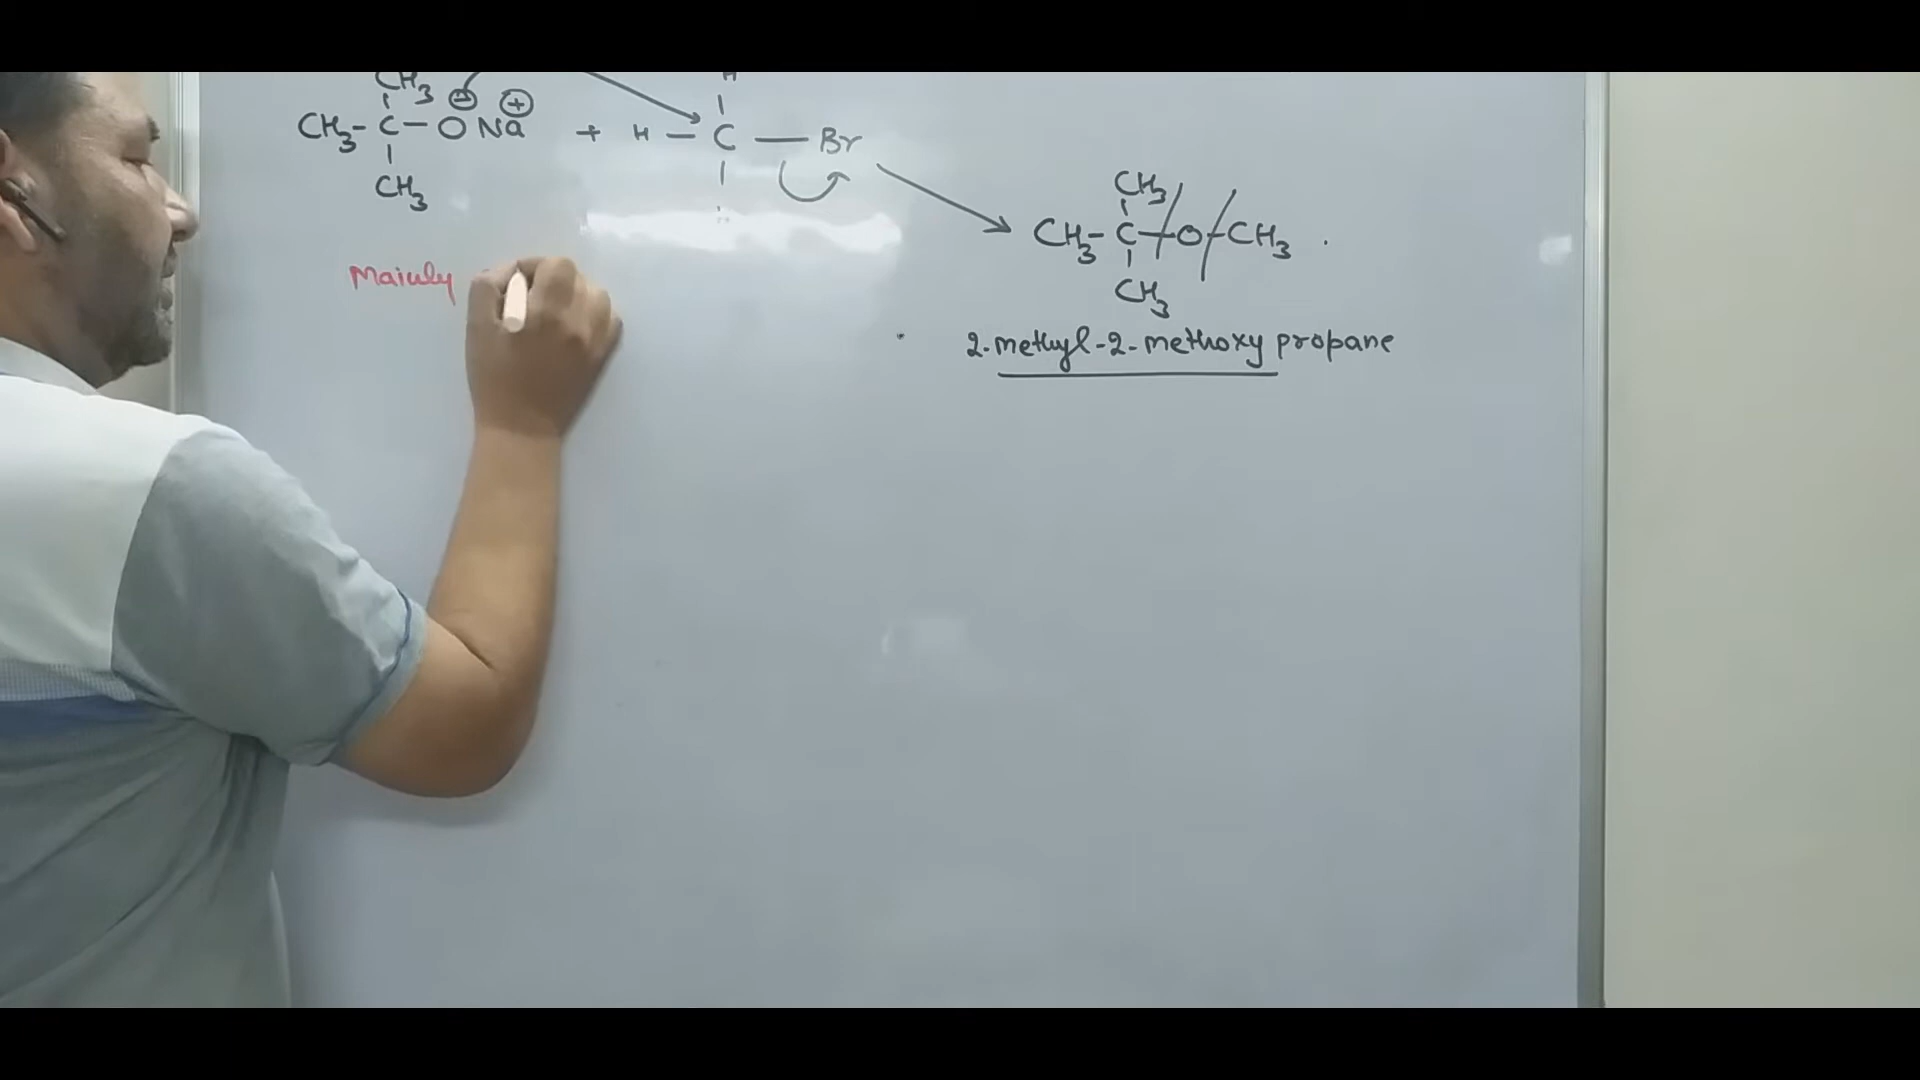 CH3 H
CH3-C-O⊖ Na⊕ + H-C-Br
CH3
CH3
CH3-C-O-CH3 .
CH3
Mainly
2-methyl-2-methoxy propane